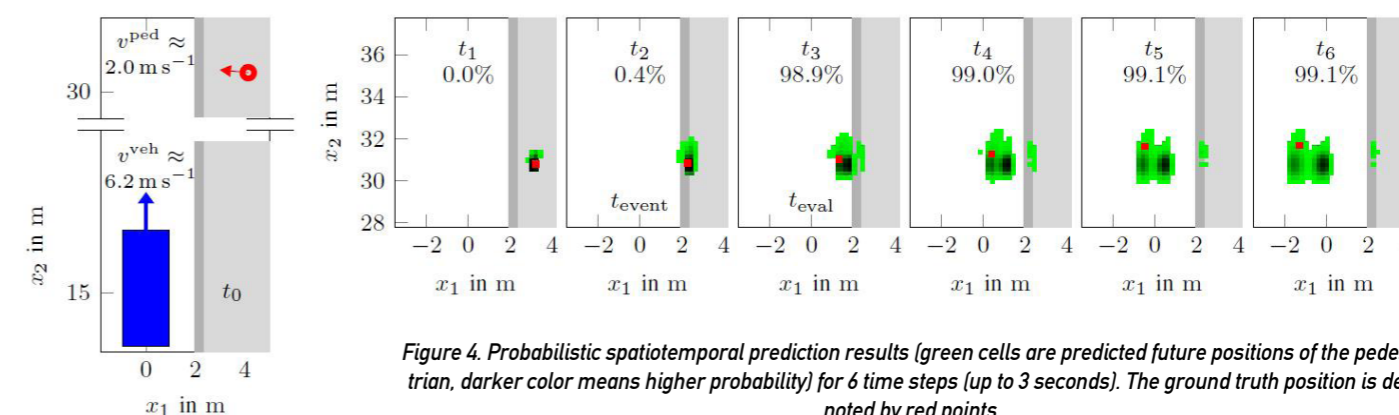 v^ped ≈
2.0 m s^−1
30
v^veh ≈
6.2 m s^−1
x_2 in m
15
t_0
0 2 4
x_1 in m
36
34
32
30
28
x_2 in m
t_1
0.0%
−2 0 2 4
x_1 in m
t_2
0.4%
t_event
−2 0 2 4
x_1 in m
t_3
98.9%
t_eval
−2 0 2 4
x_1 in m
t_4
99.0%
−2 0 2 4
x_1 in m
t_5
99.1%
−2 0 2 4
x_1 in m
t_6
99.1%
−2 0 2
x_1 in m
Figure 4. Probabilistic spatiotemporal prediction results (green cells are predicted future positions of the pede
trian, darker color means higher probability) for 6 time steps (up to 3 seconds). The ground truth position is de
noted by red points